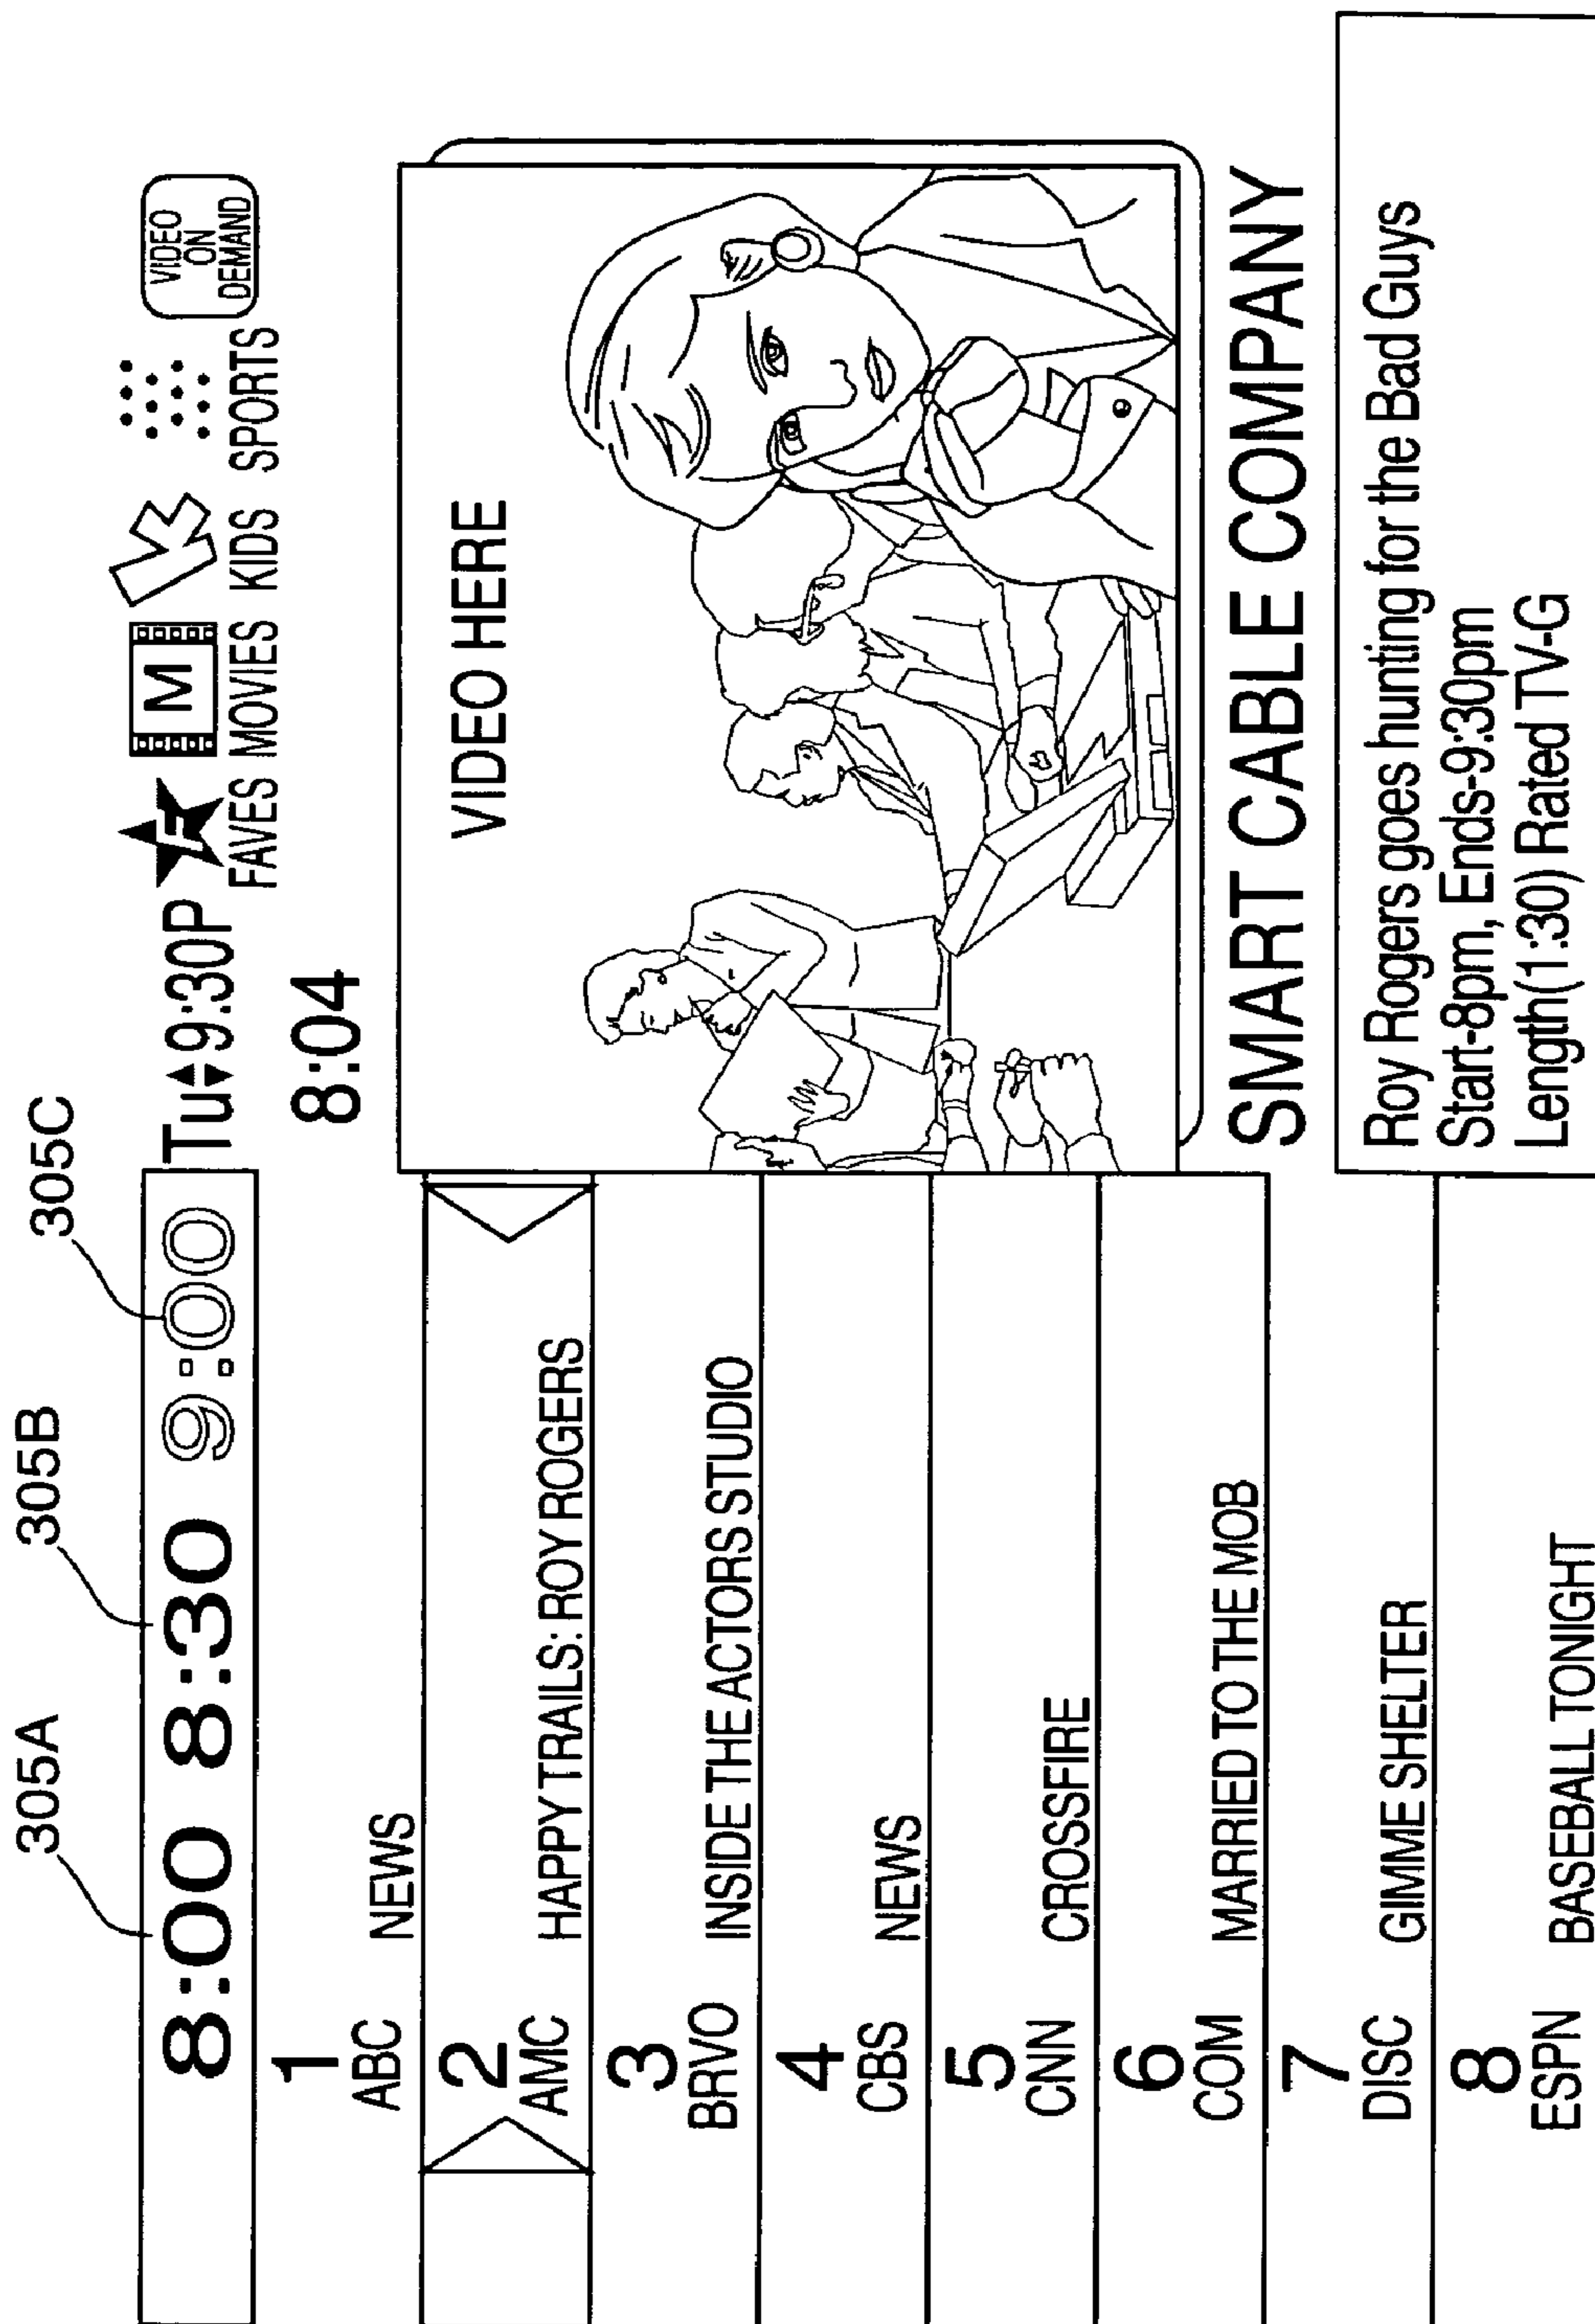 305A 305B 305C
8:00 8:30 9:00 Tu 9:30P
F M K
FAVES MOVIES KIDS SPORTS
VIDEO
ON
DEMAND
8:04
1
ABC NEWS
2
AMC HAPPY TRAILS: ROY ROGERS
3
BRVO INSIDE THE ACTORS STUDIO
4
CBS NEWS
5
CNN CROSSFIRE
6
COM MARRIED TO THE MOB
7
DISC GIMME SHELTER
8
ESPN BASEBALL TONIGHT
VIDEO HERE
SMART CABLE COMPANY
Roy Rogers goes hunting for the Bad Guys
Start-8pm, Ends-9:30pm
Length(1:30) Rated TV-G